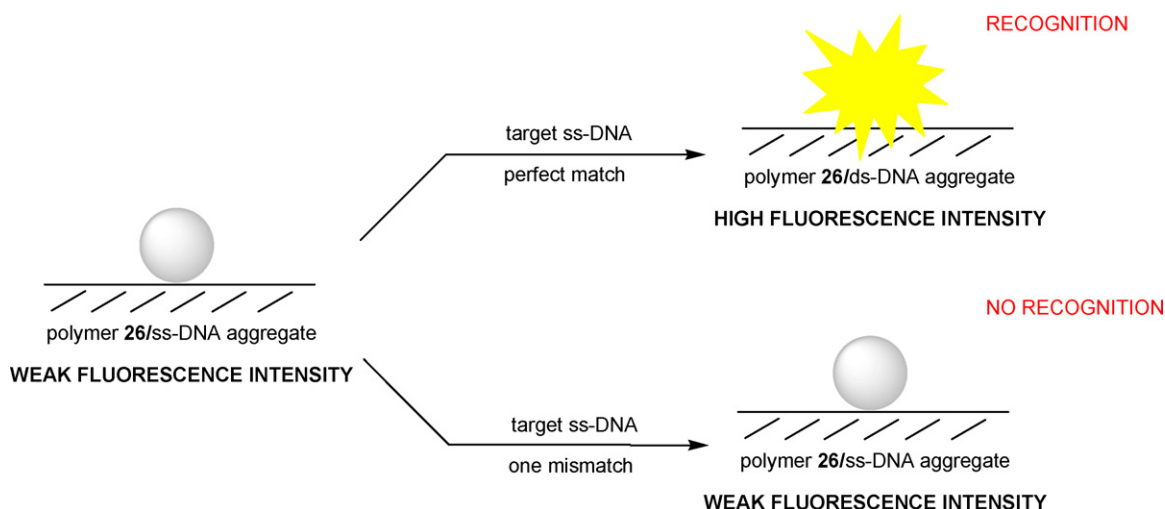 RECOGNITION
target ss-DNA
perfect match
polymer 26/ds-DNA aggregate
HIGH FLUORESCENCE INTENSITY
polymer 26/ss-DNA aggregate
WEAK FLUORESCENCE INTENSITY
NO RECOGNITION
target ss-DNA
one mismatch
polymer 26/ss-DNA aggregate
WEAK FLUORESCENCE INTENSITY